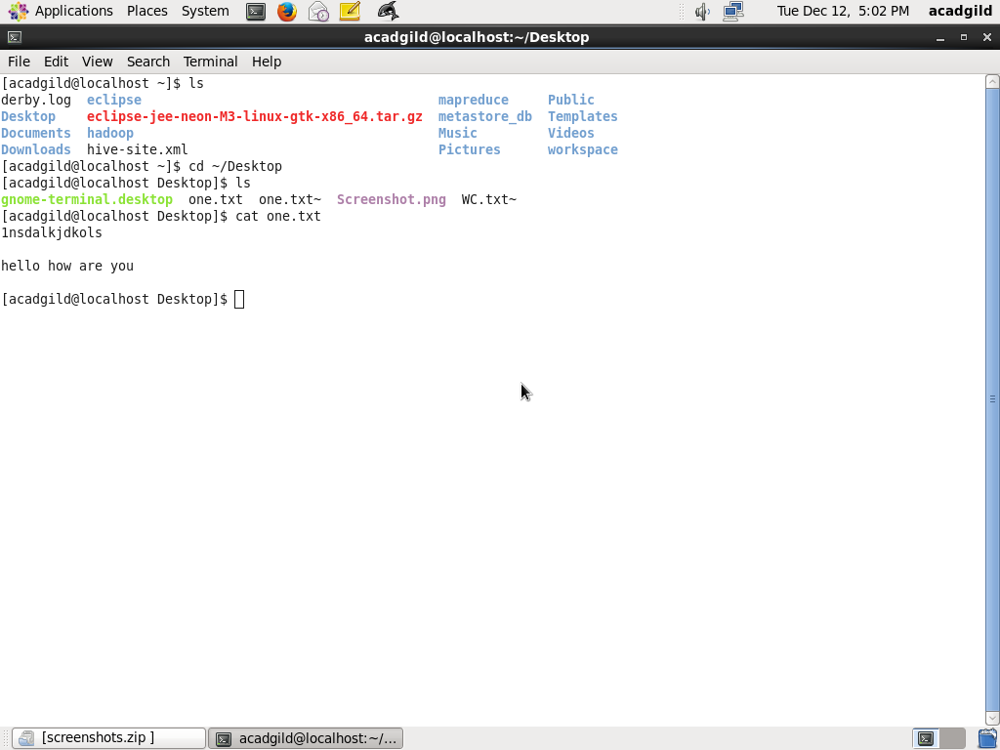 Applications Places System Tue Dec 12, 5:02 PM acadgild
acadgild@localhost:~/Desktop
File Edit View Search Terminal Help
[acadgild@localhost ~]$ ls
derby.log eclipse mapreduce Public
Desktop eclipse-jee-neon-M3-linux-gtk-x86_64.tar.gz metastore_db Templates
Documents hadoop Music Videos
Downloads hive-site.xml Pictures workspace
[acadgild@localhost ~]$ cd ~/Desktop
[acadgild@localhost Desktop]$ ls
gnome-terminal.desktop one.txt one.txt~ Screenshot.png WC.txt~
[acadgild@localhost Desktop]$ cat one.txt
1nsdalkjdkols
hello how are you
[acadgild@localhost Desktop]$
[screenshots.zip ] acadgild@localhost:~/...